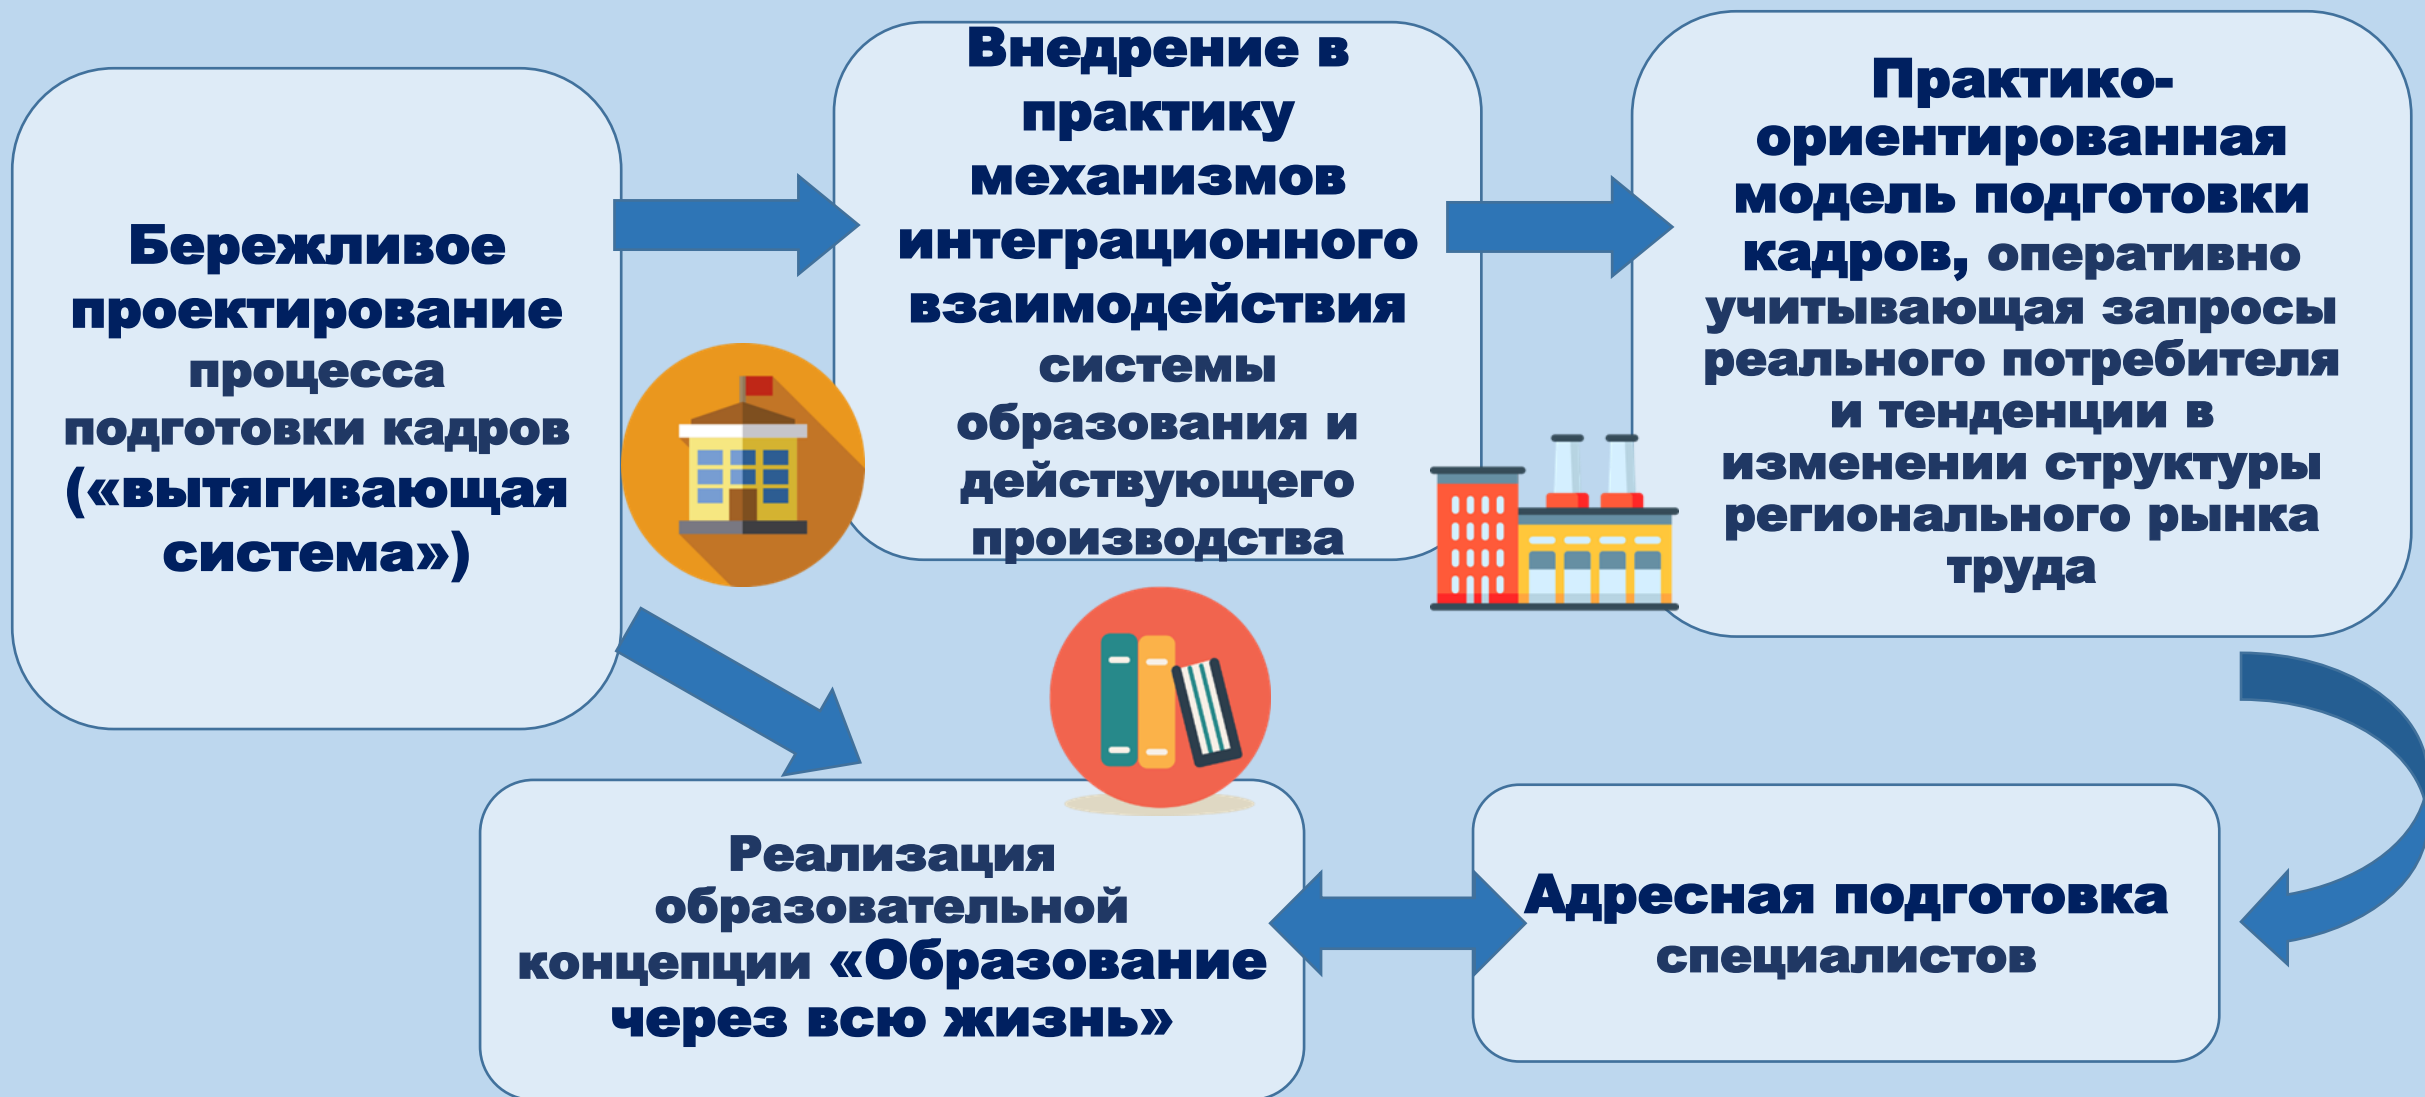 Бережливое
проектирование
процесса
подготовки кадров
(«вытягивающая
система»)
Внедрение в
практику
механизмов
интеграционного
взаимодействия
системы
образования и
действующего
производства
Практико-
ориентированная
модель подготовки
кадров, оперативно
учитывающая запросы
реального потребителя
и тенденции в
изменении структуры
регионального рынка
труда
Реализация
образовательной
концепции «Образование
через всю жизнь»
Адресная подготовка
специалистов